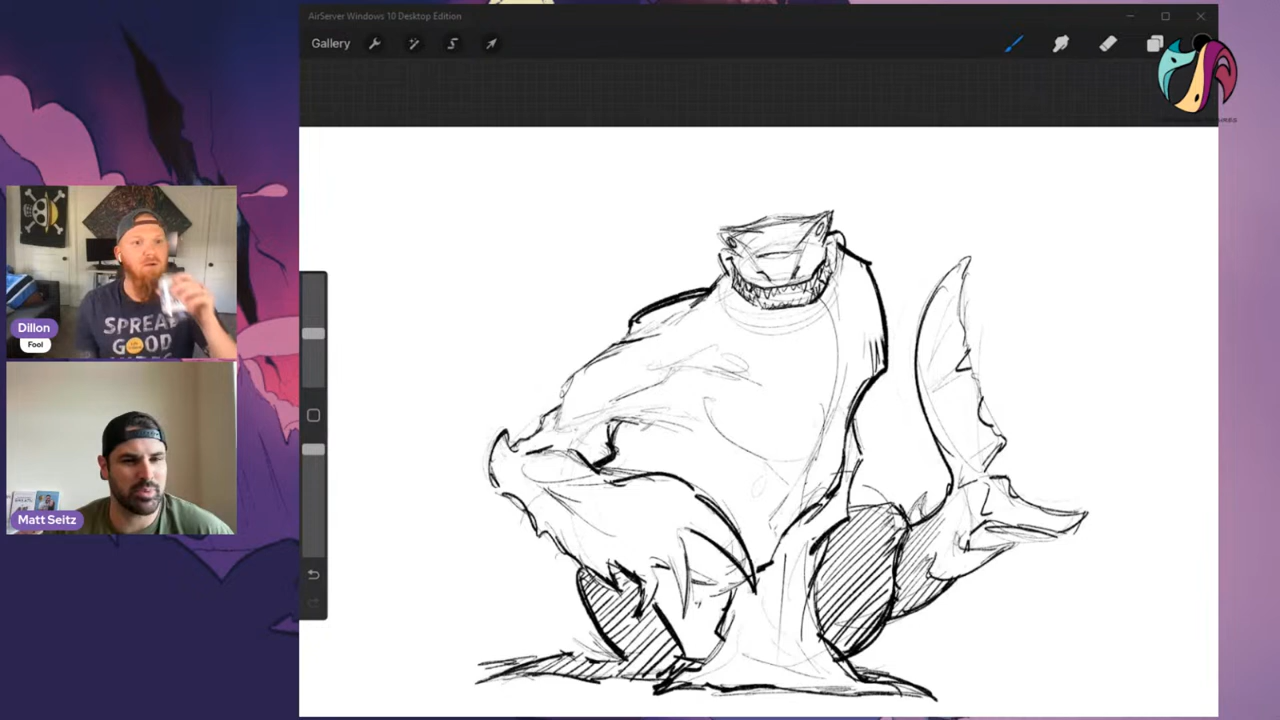 AirServer Windows 10 Desktop Edition
Gallery
SPREAD
GOOD
Dillon
Fool
Matt Seitz